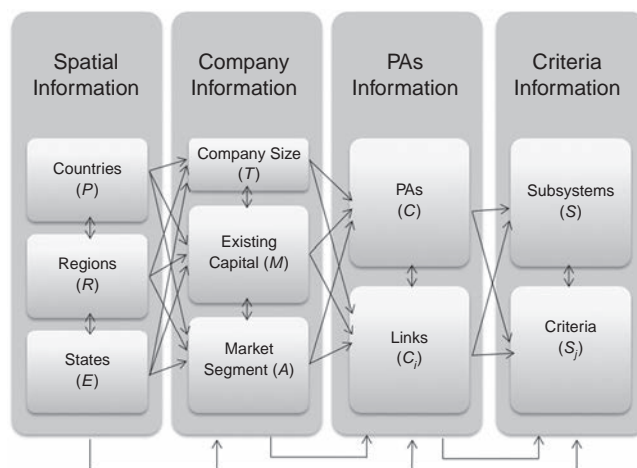 Spatial
Information
Countries
(P)
Regions
(R)
States
(E)
Company
Information
Company Size
(T)
Existing
Capital (M)
Market
Segment (A)
PAs
Information
PAs
(C)
Links
(Ci)
Criteria
Information
Subsystems
(S)
Criteria
(Sj)